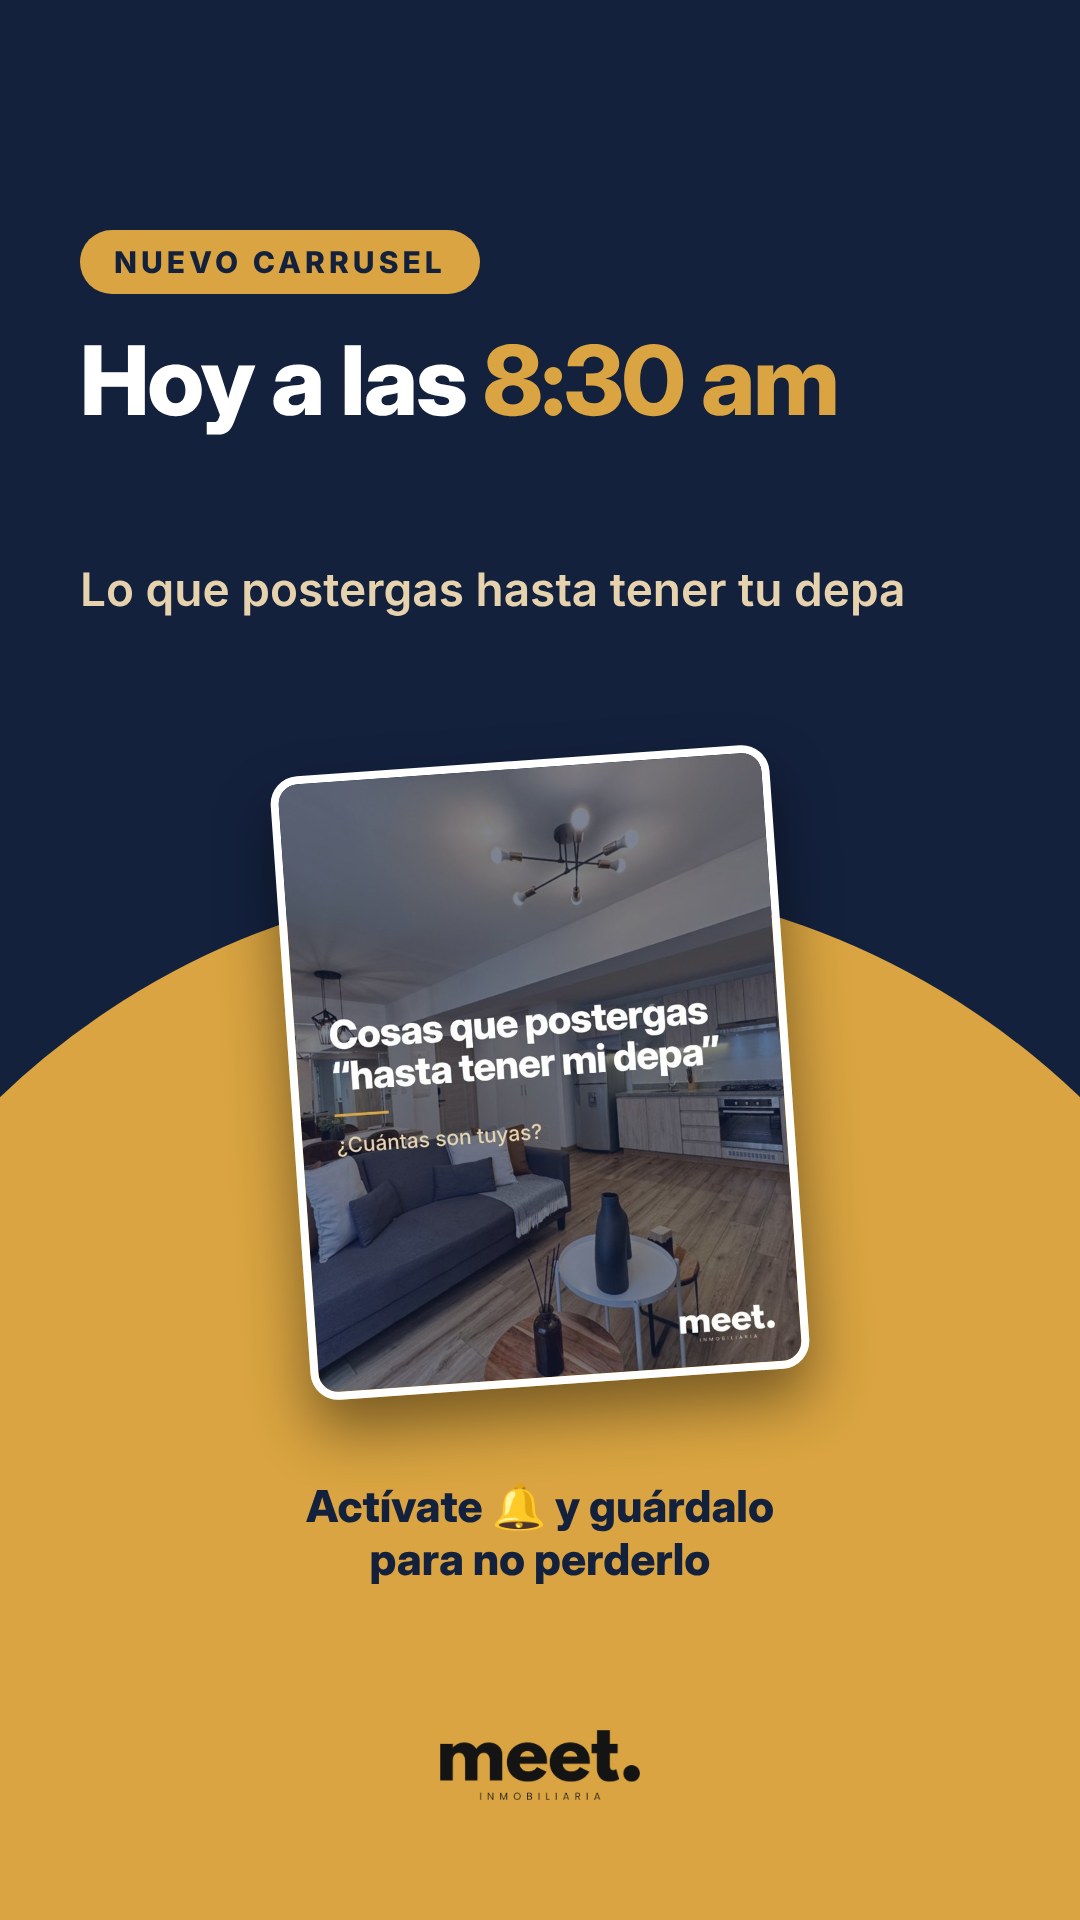 NUEVO CARRUSEL
Hoy a las 8:30 am
Lo que postergas hasta tener tu depa
Cosas que postergas
“hasta tener mi depa”
¿Cuántas son tuyas?
meet.
INMOBILIARIA
Actívate 🔔 y guárdalo
para no perderlo
meet.
INMOBILIARIA